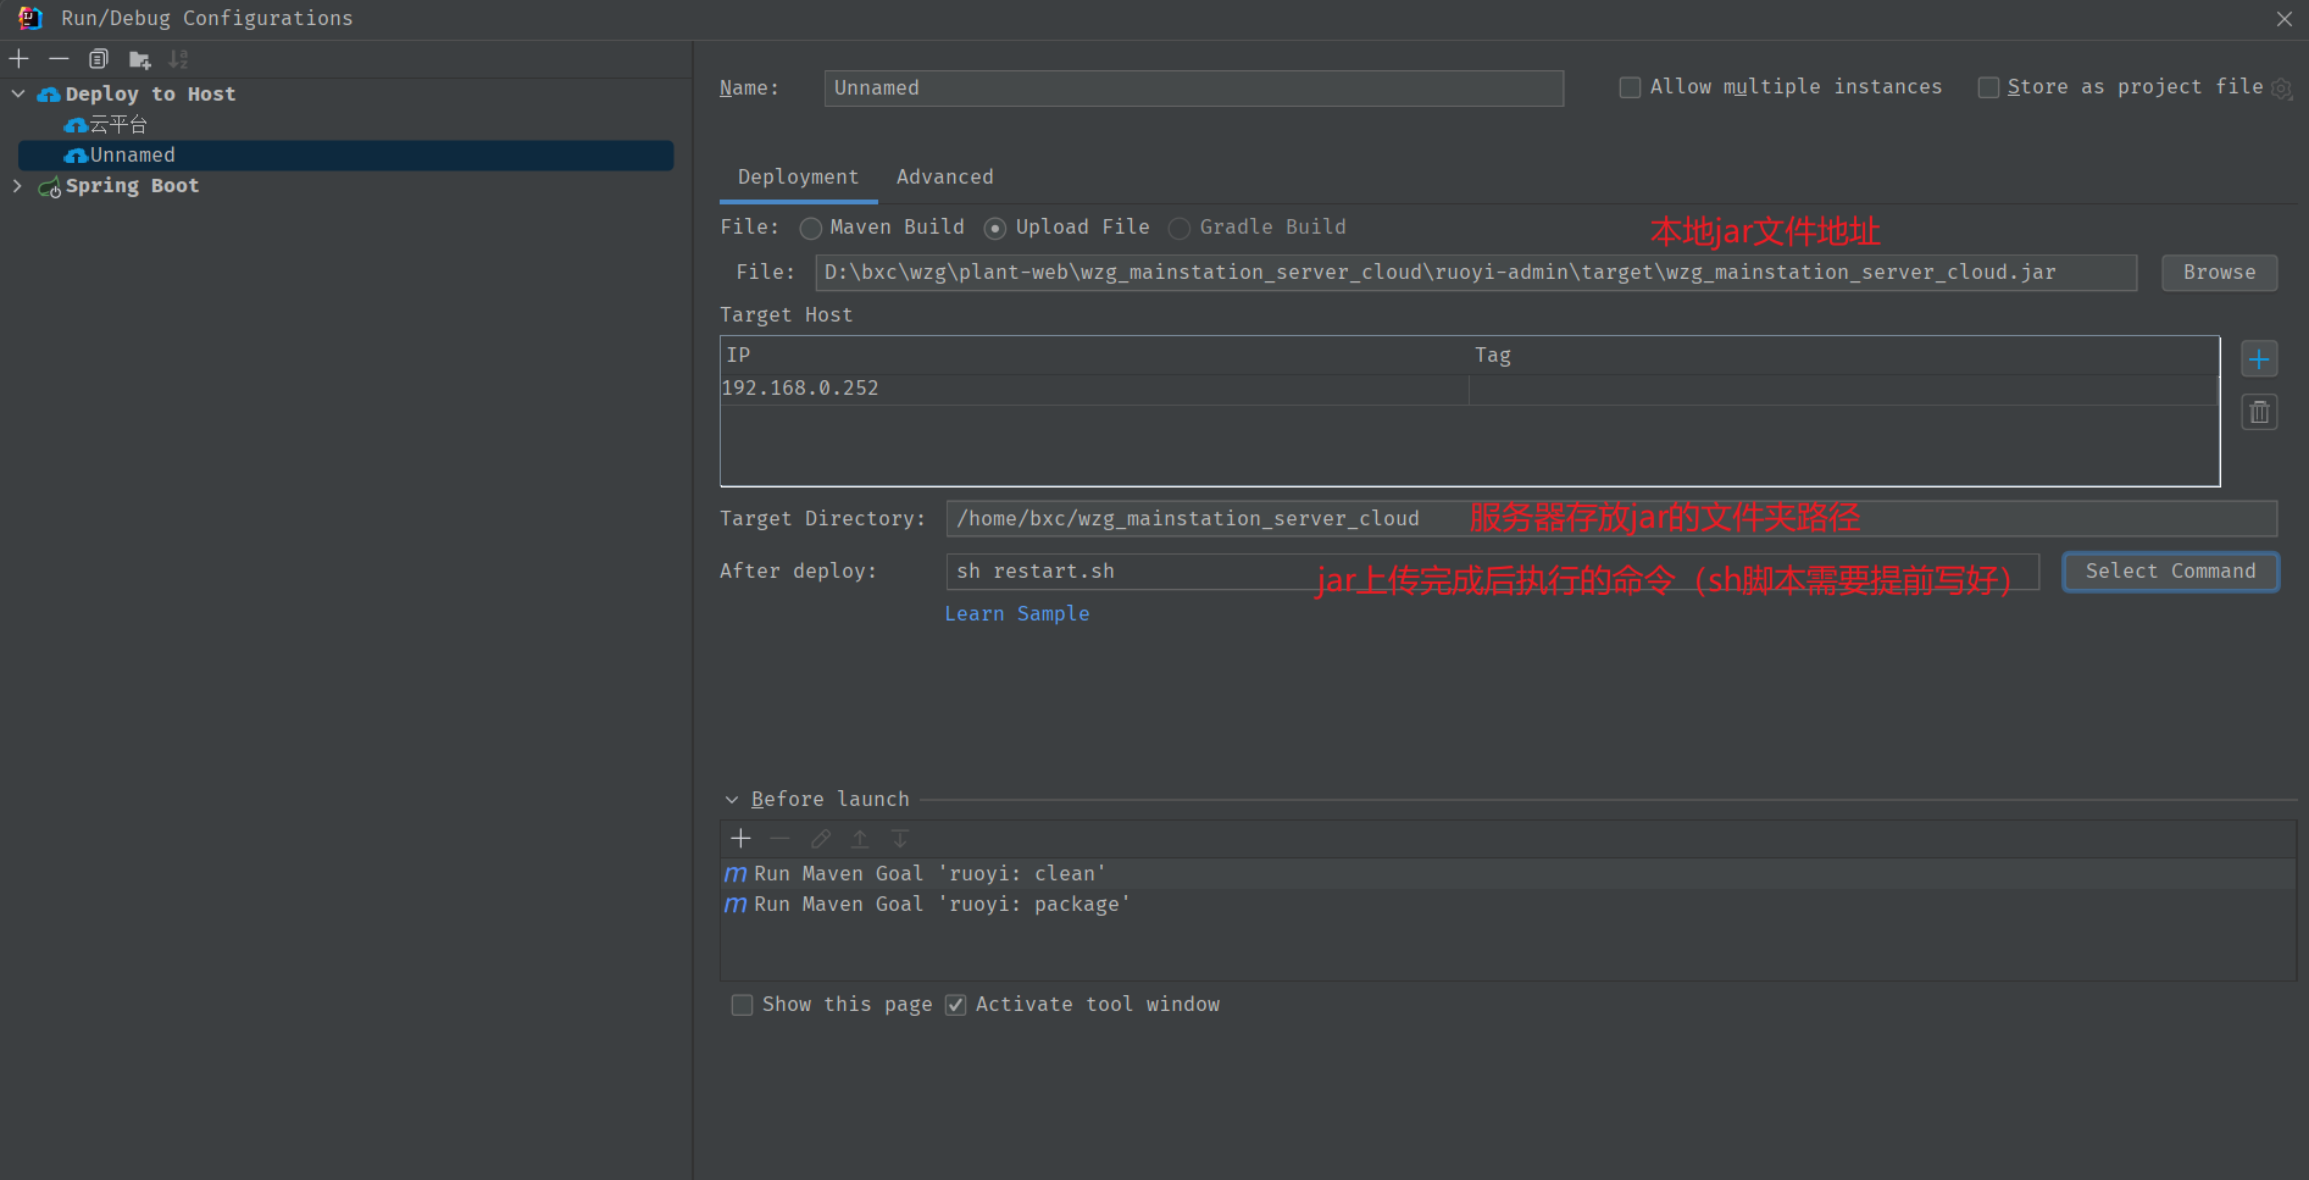 Run/Debug Configurations
Deploy to Host
云平台
Unnamed
Spring Boot
Name: Unnamed Allow multiple instances Store as project file
Deployment Advanced
File: Maven Build Upload File Gradle Build 本地jar文件地址
File: D:\bxc\wzg\plant-web\wzg_mainstation_server_cloud\ruoyi-admin\target\wzg_mainstation_server_cloud.jar Browse
Target Host
IP Tag
192.168.0.252
Target Directory: /home/bxc/wzg_mainstation_server_cloud 服务器存放jar的文件夹路径
After deploy: sh restart.sh jar上传完成后执行的命令（sh脚本需要提前写好） Select Command
Learn Sample
Before launch
m Run Maven Goal 'ruoyi: clean'
m Run Maven Goal 'ruoyi: package'
Show this page Activate tool window